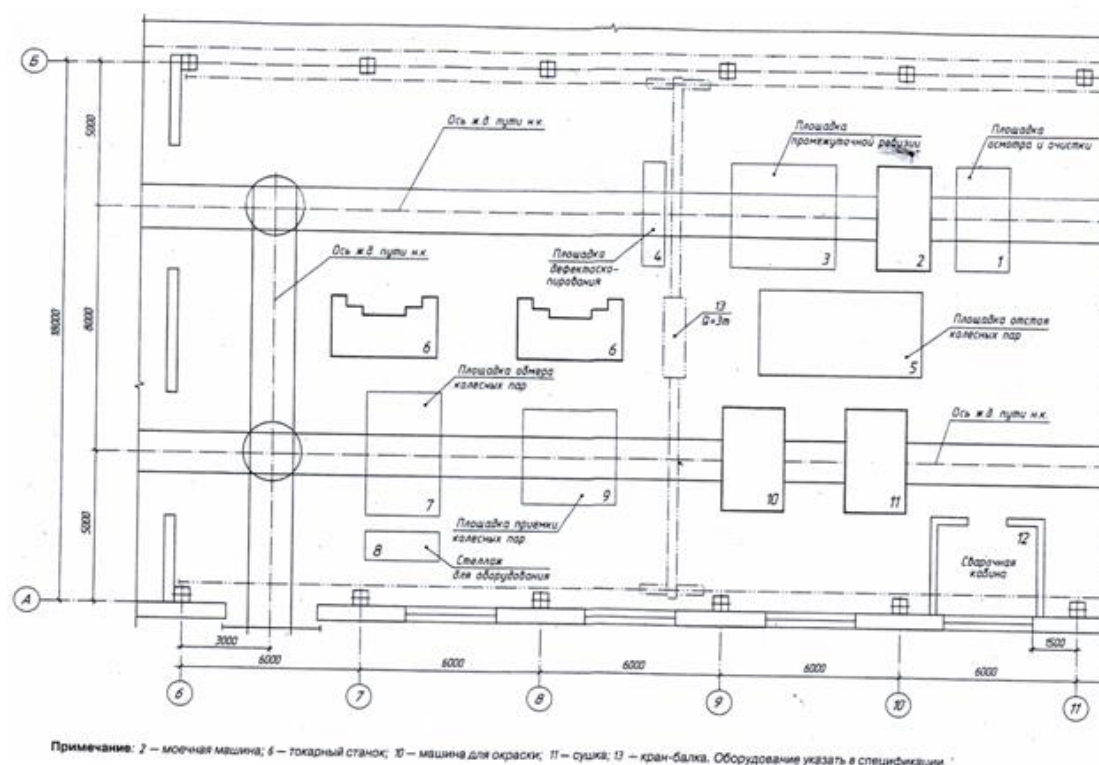 Б
Ось ж.д. пути н.к.
Площадка
промежуточной ревизии
Площадка
осмотра и очистки
5000
4
3
2
1
Ось ж.д. пути н.к.
Площадка
дефектоско-
пирования
13
Q=3т
Площадка отстоя
колесных пар
5
6
6
18000
8000
Площадка обмера
колесных пар
Ось ж.д. пути н.к.
7
9
10
11
Площадка приемки
колесных пар
12
8
Стеллаж
для оборудования
Сварочная
кабина
5000
А
3000
1500
6000
6000
6000
6000
6000
6
7
8
9
10
11
Примечание: 2 — моечная машина; 6 — токарный станок; 10 — машина для окраски; 11 — сушка; 13 — кран-балка. Оборудование указать в спецификации.